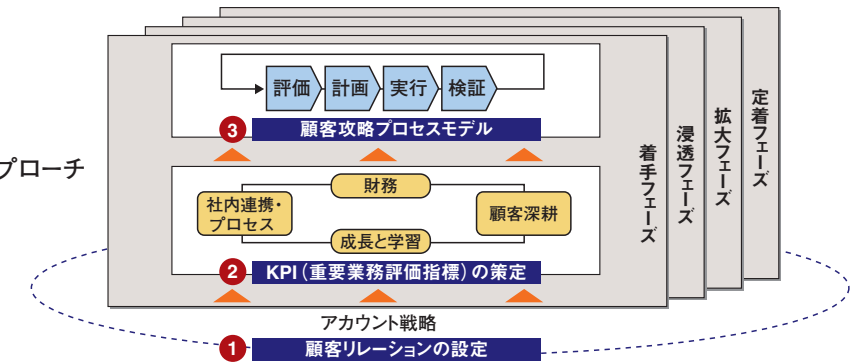 評価
計画
実行
検証
3 顧客攻略プロセスモデル
プローチ
財務
社内連携・
プロセス
顧客深耕
成長と学習
2 KPI（重要業務評価指標）の策定
アカウント戦略
1 顧客リレーションの設定
着手フェーズ
浸透フェーズ
拡大フェーズ
定着フェーズ